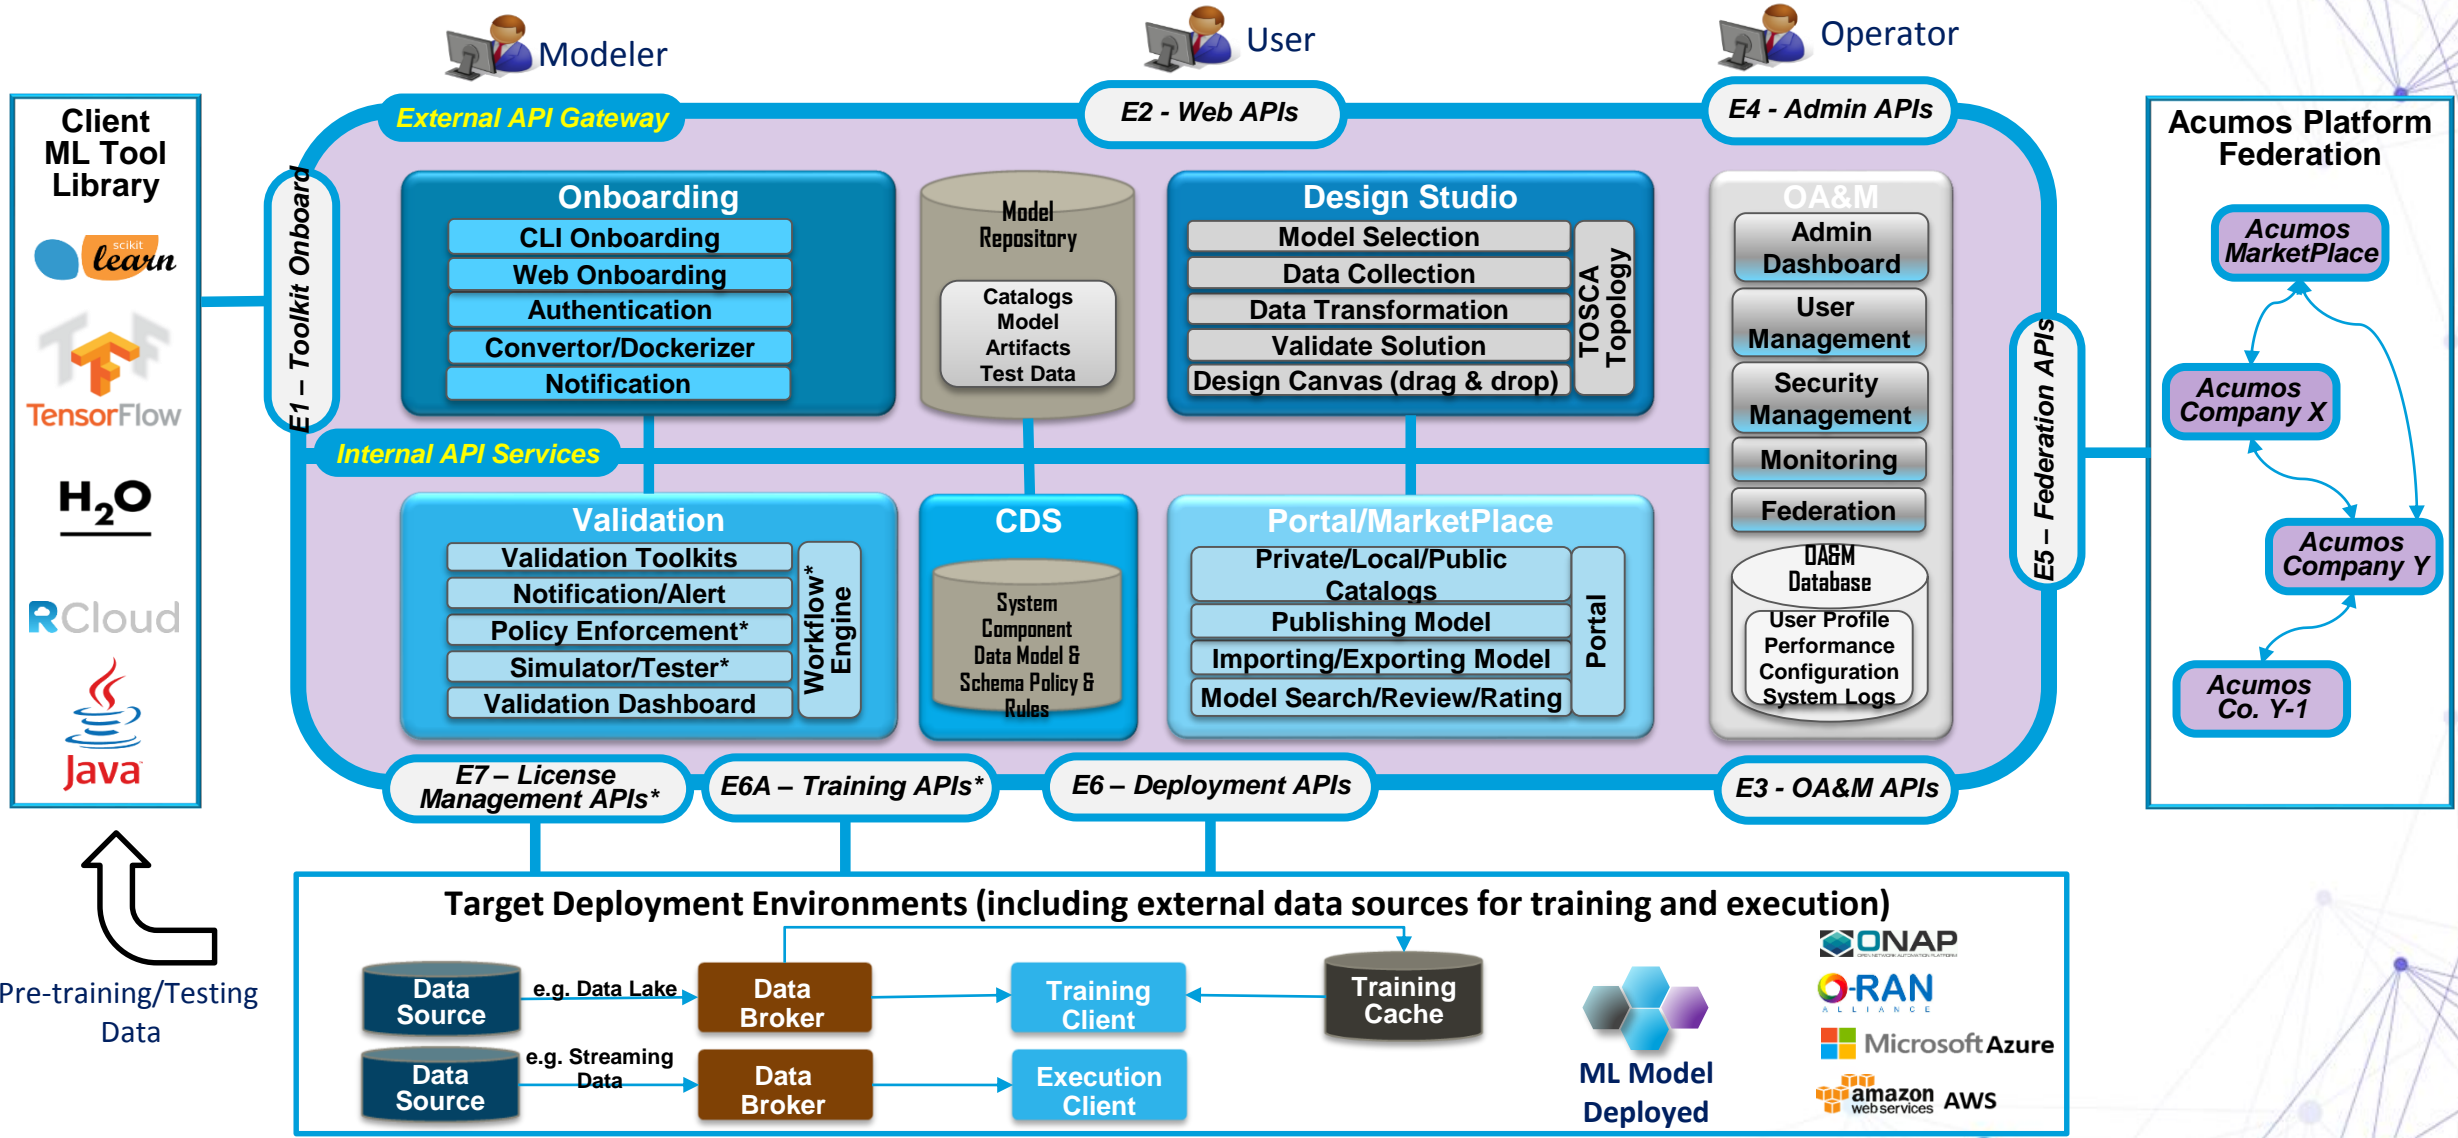 Modeler
User
Operator
External API Gateway
E2 - Web APIs
E4 - Admin APIs
Client
ML Tool
Library
scikit
learn
TensorFlow
H2O
RCloud
Java
Pre-training/Testing
Data
E1 – Toolkit Onboard
Onboarding
CLI Onboarding
Web Onboarding
Authentication
Convertor/Dockerizer
Notification
Model
Repository
Catalogs
Model
Artifacts
Test Data
Design Studio
Model Selection
Data Collection
Data Transformation
Validate Solution
Design Canvas (drag & drop)
TOSCA
Topology
OA&M
Admin
Dashboard
User
Management
Security
Management
Monitoring
Federation
OA&M
Database
User Profile
Performance
Configuration
System Logs
Internal API Services
Validation
Validation Toolkits
Notification/Alert
Policy Enforcement*
Simulator/Tester*
Validation Dashboard
Workflow*
Engine
CDS
System
Component
Data Model &
Schema Policy &
Rules
Portal/MarketPlace
Private/Local/Public
Catalogs
Publishing Model
Importing/Exporting Model
Model Search/Review/Rating
Portal
E5 – Federation APIs
Acumos Platform
Federation
Acumos
MarketPlace
Acumos
Company X
Acumos
Company Y
Acumos
Co. Y-1
E7 – License
Management APIs*
E6A – Training APIs*
E6 – Deployment APIs
E3 - OA&M APIs
Target Deployment Environments (including external data sources for training and execution)
Data
Source
e.g. Data Lake
Data
Broker
Training
Client
Training
Cache
Data
Source
e.g. Streaming
Data
Data
Broker
Execution
Client
ML Model
Deployed
ONAP
OPEN NETWORK AUTOMATION PLATFORM
O-RAN
ALLIANCE
Microsoft Azure
amazon
webservices AWS